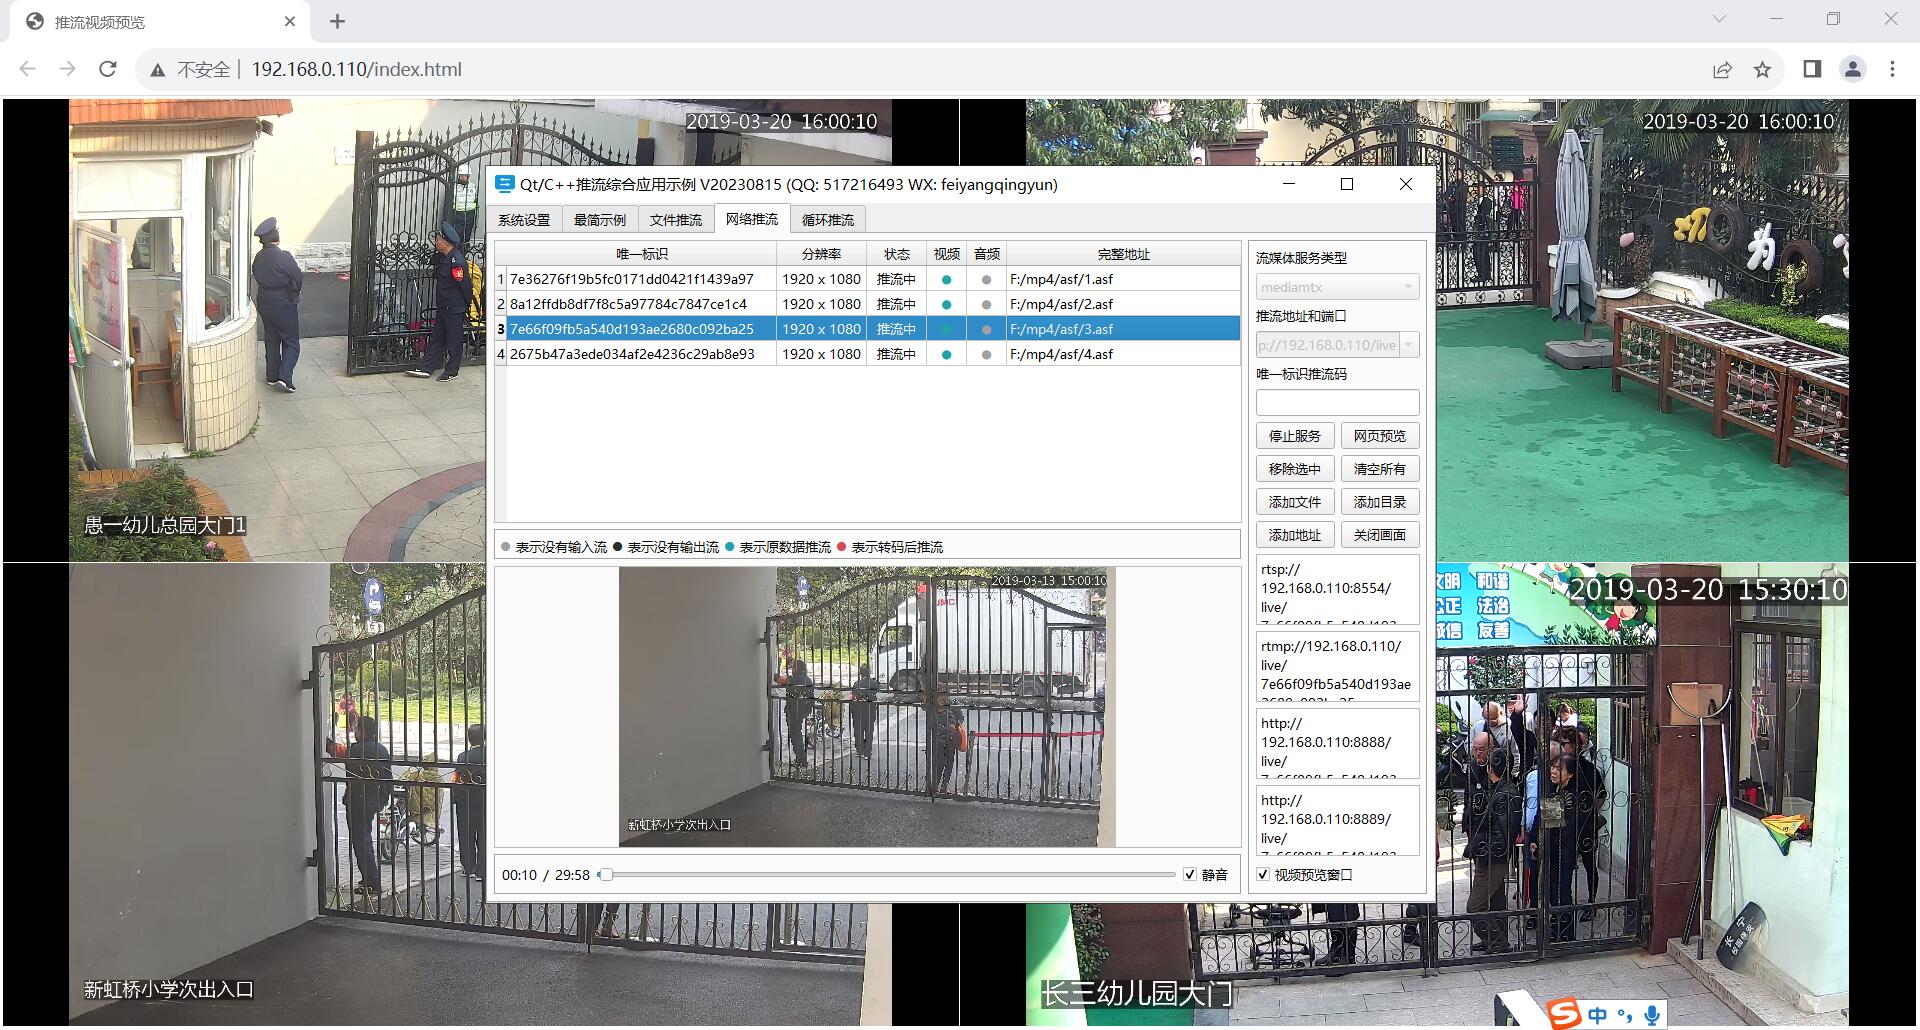 推流视频预览
不安全 192.168.0.110/index.html
2019-03-20 16:00:10
愚一幼儿总园大门1
2019-03-20 16:00:10
为
新虹桥小学次出入口
2019-03-20 15:30:10
文明 和谐
公正 法治
诚信 友善
长三幼儿园大门
Qt/C++推流综合应用示例 V20230815 (QQ: 517216493 WX: feiyangqingyun)
系统设置 最简示例 文件推流 网络推流 循环推流
唯一标识 分辨率 状态 视频 音频 完整地址
1 7e36276f19b5fc0171dd0421f1439a97 1920 x 1080 推流中 F:/mp4/asf/1.asf
2 8a12ffdb8df7f8c5a97784c7847ce1c4 1920 x 1080 推流中 F:/mp4/asf/2.asf
3 7e66f09fb5a540d193ae2680c092ba25 1920 x 1080 推流中 F:/mp4/asf/3.asf
4 2675b47a3ede034af2e4236c29ab8e93 1920 x 1080 推流中 F:/mp4/asf/4.asf
表示没有输入流 表示没有输出流 表示原数据推流 表示转码后推流
2019-03-13 15:00:10
JMC
新虹桥小学次出入口
00:10 / 29:58 静音
流媒体服务类型
mediamtx
推流地址和端口
p://192.168.0.110/live
唯一标识推流码
停止服务 网页预览
移除选中 清空所有
添加文件 添加目录
添加地址 关闭画面
rtsp://
192.168.0.110:8554/
live/
rtmp://192.168.0.110/
live/
7e66f09fb5a540d193ae
http://
192.168.0.110:8888/
live/
http://
192.168.0.110:8889/
live/
视频预览窗口
S 中